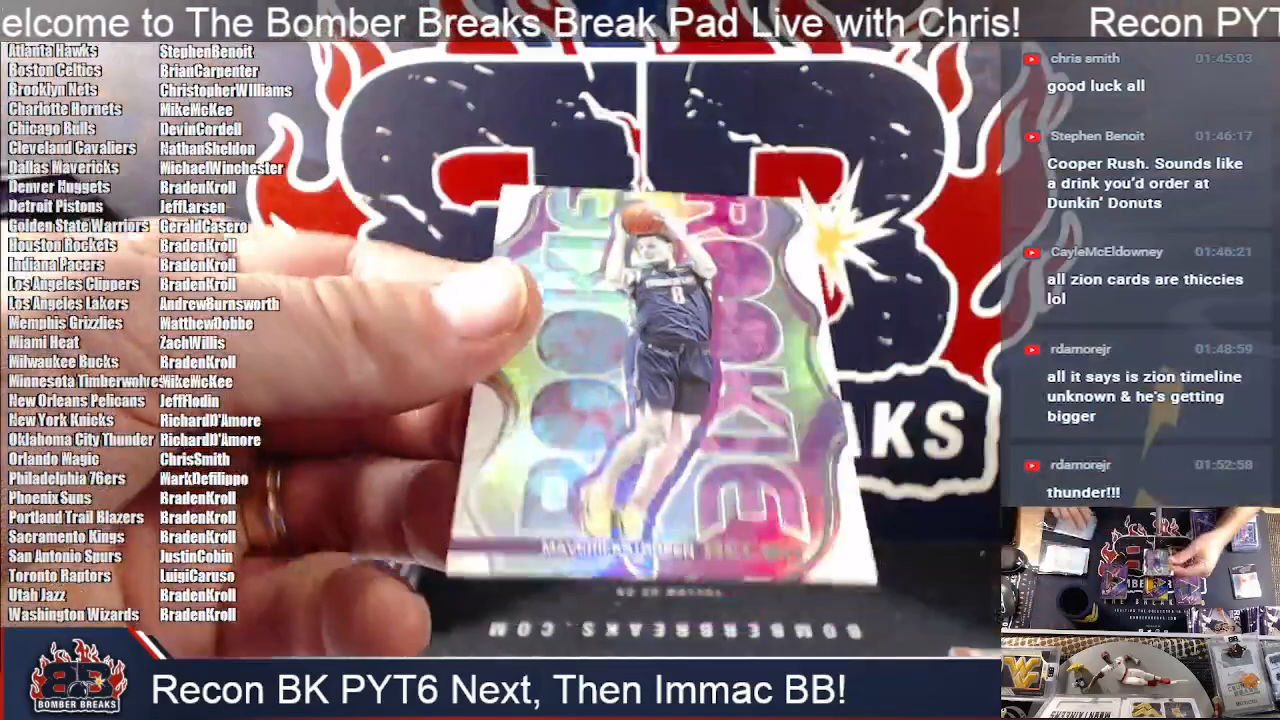 elcome to The Bomber Breaks Break Pad Live with Chris! Recon PYT
Atlanta Hawks StephenBenoit
Boston Celtics BrianCarpenter
Brooklyn Nets ChristopherWIlliams
Charlotte Hornets MikeMcKee
Chicago Bulls DevinCordell
Cleveland Cavaliers NathanSheldon
Dallas Mavericks MichaelWinchester
Denver Nuggets BradenKroll
Detroit Pistons JeffLarsen
Golden State Warriors GeraldCasero
Houston Rockets BradenKroll
Indiana Pacers BradenKroll
Los Angeles Clippers BradenKroll
Los Angeles Lakers AndrewBurnsworth
Memphis Grizzlies MatthewDobbe
Miami Heat ZachWillis
Milwaukee Bucks BradenKroll
Minnesota Timberwolves MikeMcKee
New Orleans Pelicans JeffHodin
New York Knicks RichardD'Amore
Oklahoma City Thunder RichardD'Amore
Orlando Magic ChrisSmith
Philadelphia 76ers MarkDefilippo
Phoenix Suns BradenKroll
Portland Trail Blazers BradenKroll
Sacramento Kings BradenKroll
San Antonio Spurs JustinCobin
Toronto Raptors LuigiCaruso
Utah Jazz BradenKroll
Washington Wizards BradenKroll
ROOKIE
ROOKIE
8
AKS
BOMBERBREAKS.COM
chris smith 01:45:03
good luck all
Stephen Benoit 01:46:17
Cooper Rush. Sounds like
a drink you'd order at
Dunkin' Donuts
CayleMcEldowney 01:46:21
all zion cards are thiccies
lol
rdamorejr 01:48:59
all it says is zion timeline
unknown & he's getting
bigger
rdamorejr 01:52:58
thunder!!!
BOMBER BREAKS
Recon BK PYT6 Next, Then Immac BB!